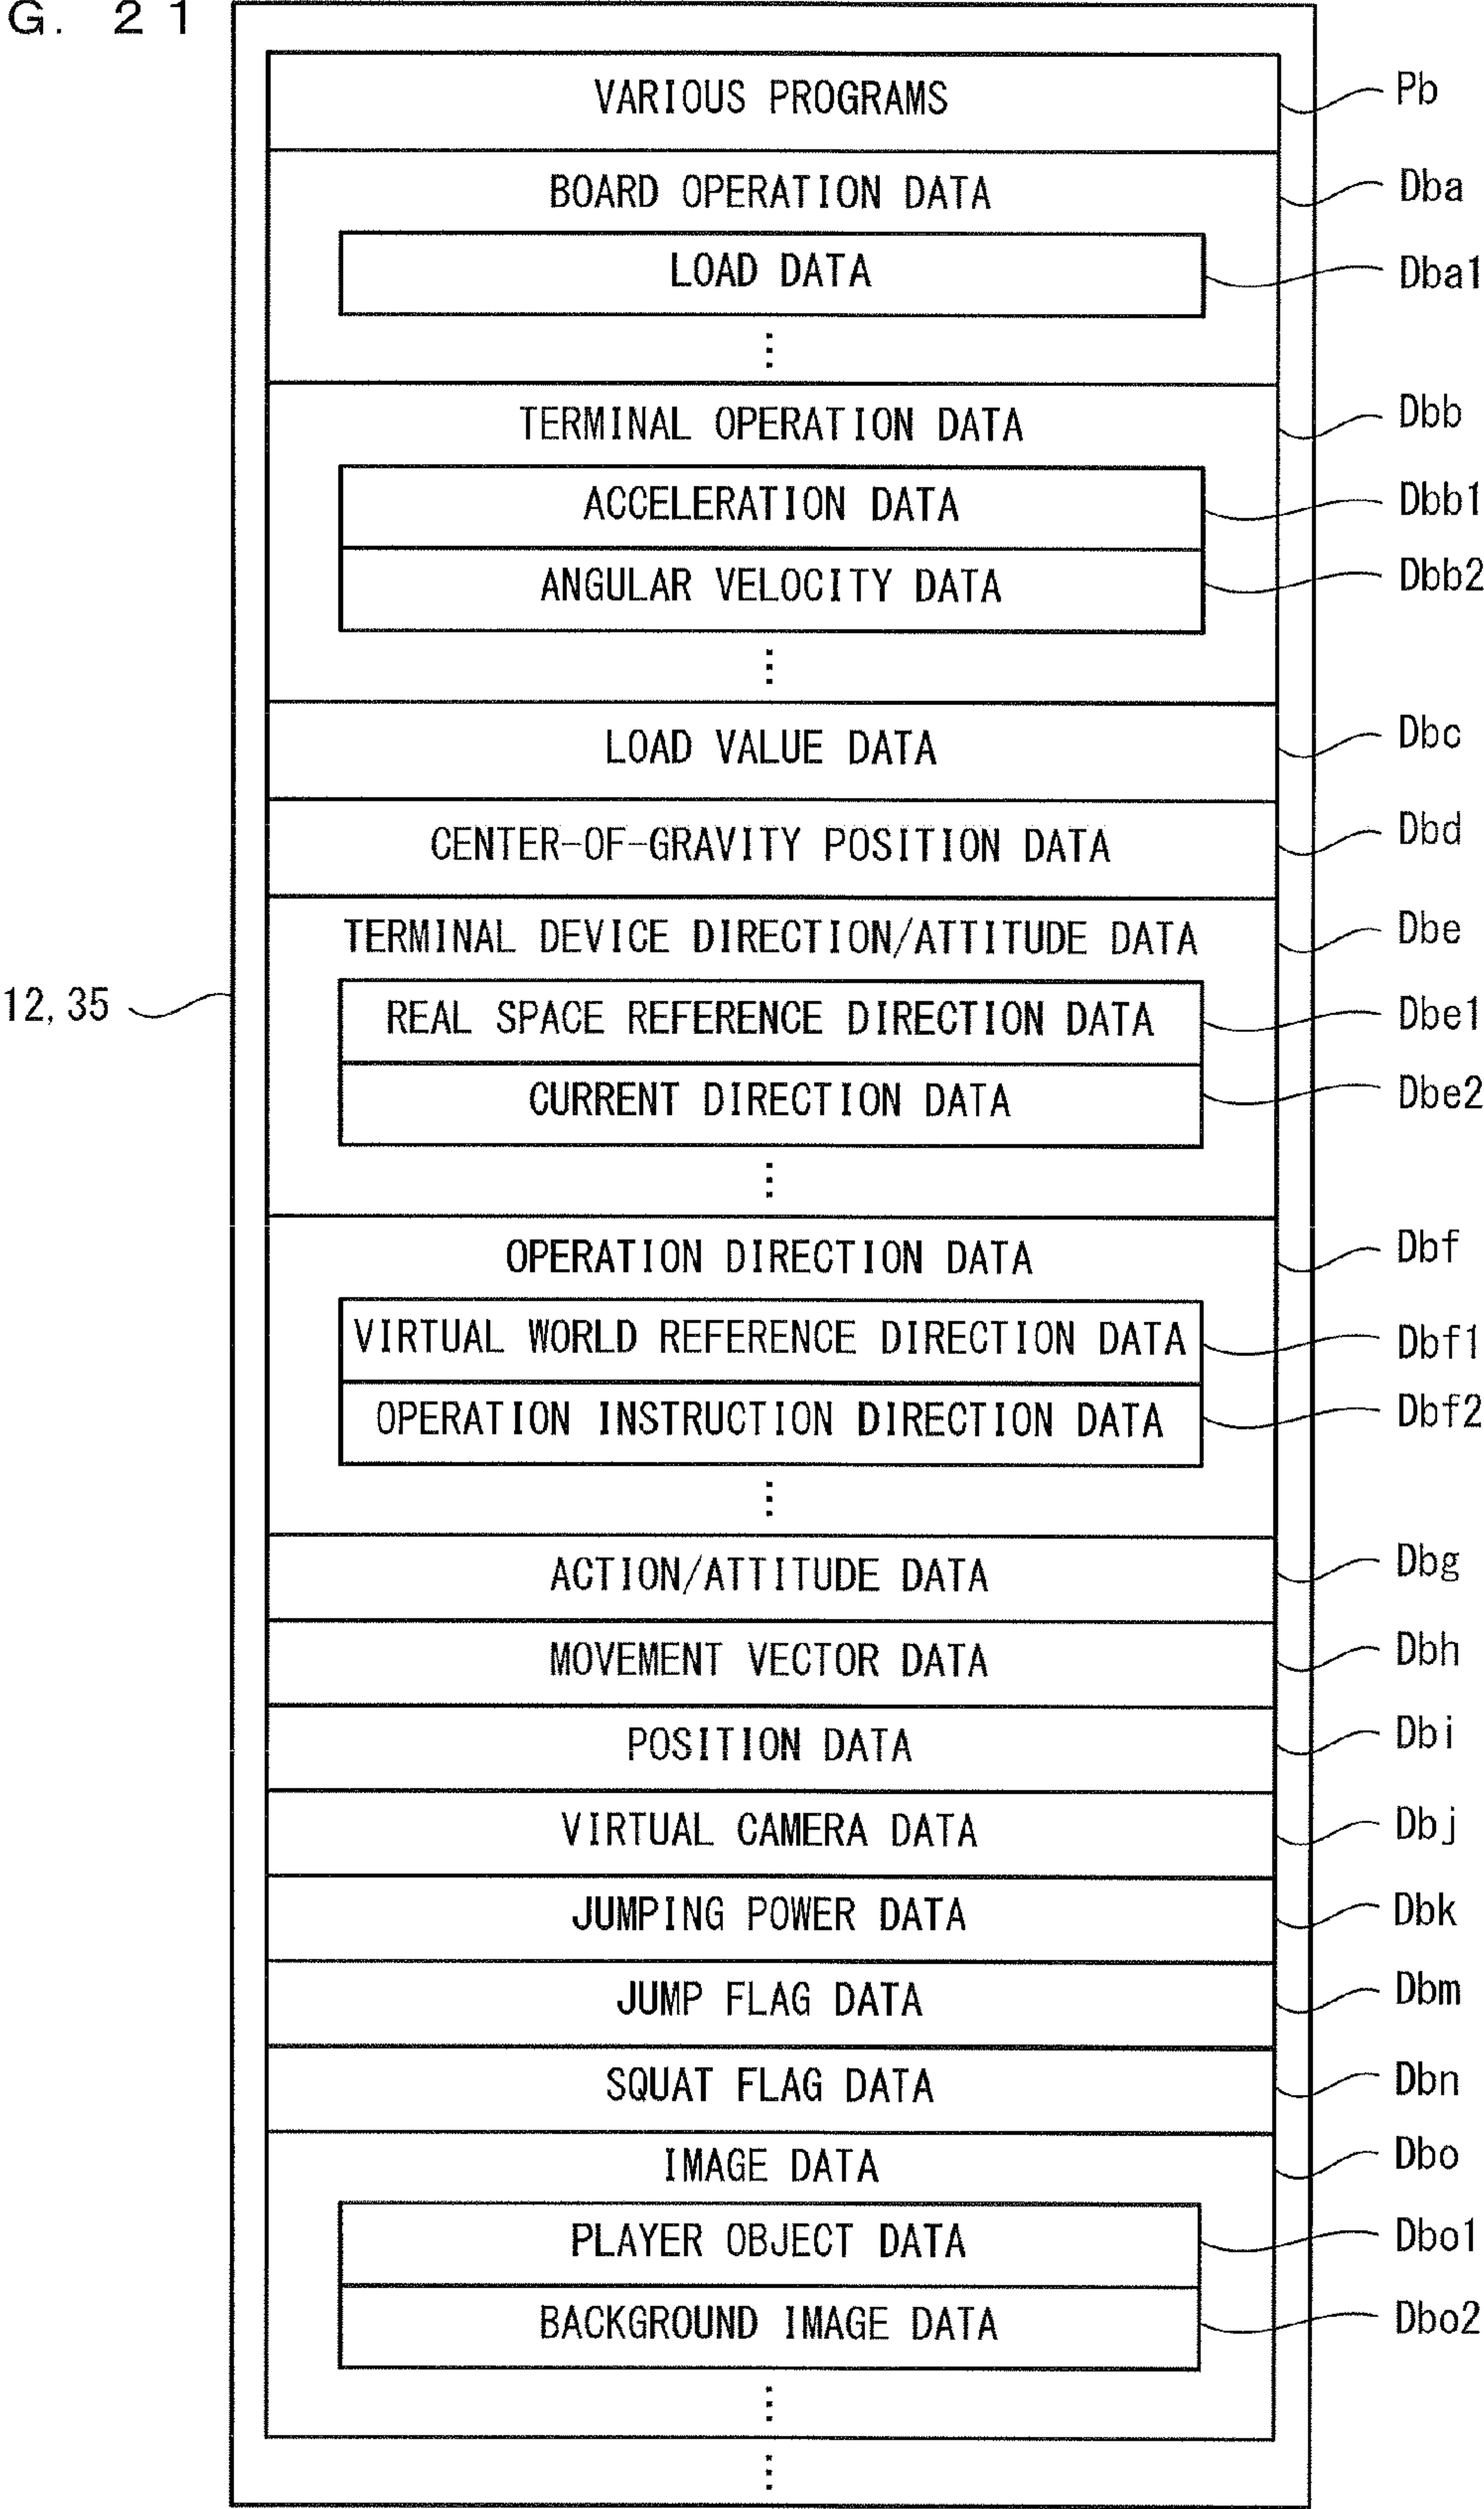 G. 21
VARIOUS PROGRAMS Pb
BOARD OPERATION DATA Dba
LOAD DATA Dba1
⋮
TERMINAL OPERATION DATA Dbb
ACCELERATION DATA Dbb1
ANGULAR VELOCITY DATA Dbb2
⋮
LOAD VALUE DATA Dbc
CENTER-OF-GRAVITY POSITION DATA Dbd
TERMINAL DEVICE DIRECTION/ATTITUDE DATA Dbe
12,35 REAL SPACE REFERENCE DIRECTION DATA Dbe1
CURRENT DIRECTION DATA Dbe2
⋮
OPERATION DIRECTION DATA Dbf
VIRTUAL WORLD REFERENCE DIRECTION DATA Dbf1
OPERATION INSTRUCTION DIRECTION DATA Dbf2
⋮
ACTION/ATTITUDE DATA Dbg
MOVEMENT VECTOR DATA Dbh
POSITION DATA Dbi
VIRTUAL CAMERA DATA Dbj
JUMPING POWER DATA Dbk
JUMP FLAG DATA Dbm
SQUAT FLAG DATA Dbn
IMAGE DATA Dbo
PLAYER OBJECT DATA Dbo1
BACKGROUND IMAGE DATA Dbo2
⋮
⋮